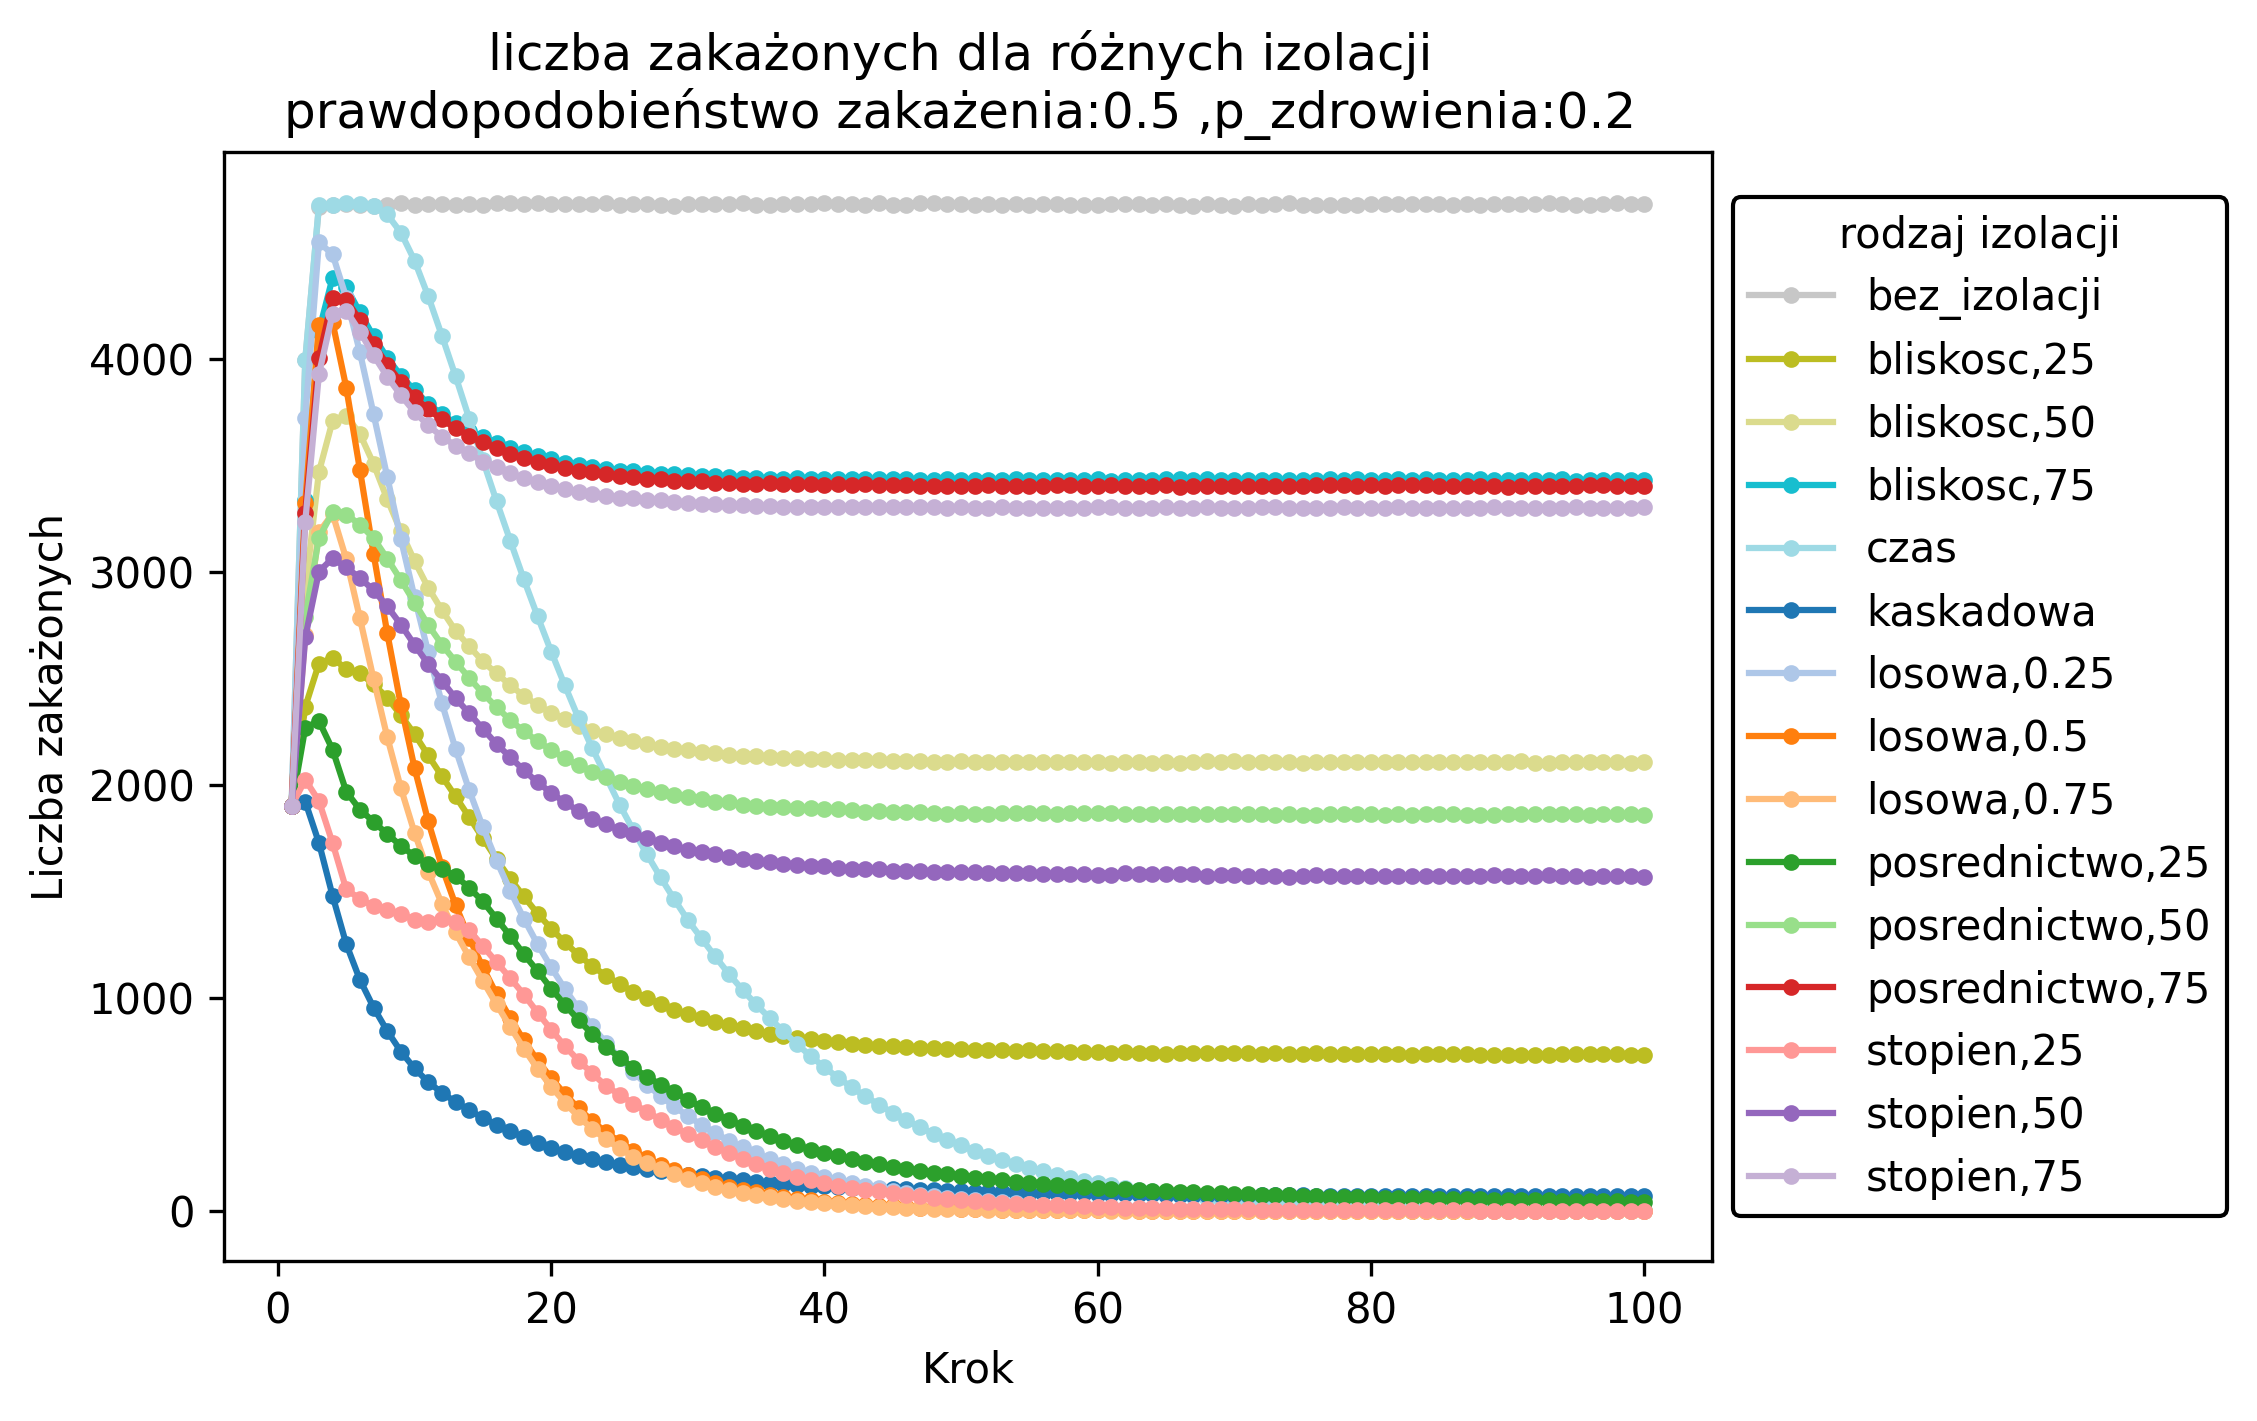 liczba zakażonych dla różnych izolacji
prawdopodobieństwo zakażenia:0.5 ,p_zdrowienia:0.2
Liczba zakażonych
4000
3000
2000
1000
0
0 20 40 60 80 100
Krok
rodzaj izolacji
bez_izolacji
bliskosc,25
bliskosc,50
bliskosc,75
czas
kaskadowa
losowa,0.25
losowa,0.5
losowa,0.75
posrednictwo,25
posrednictwo,50
posrednictwo,75
stopien,25
stopien,50
stopien,75